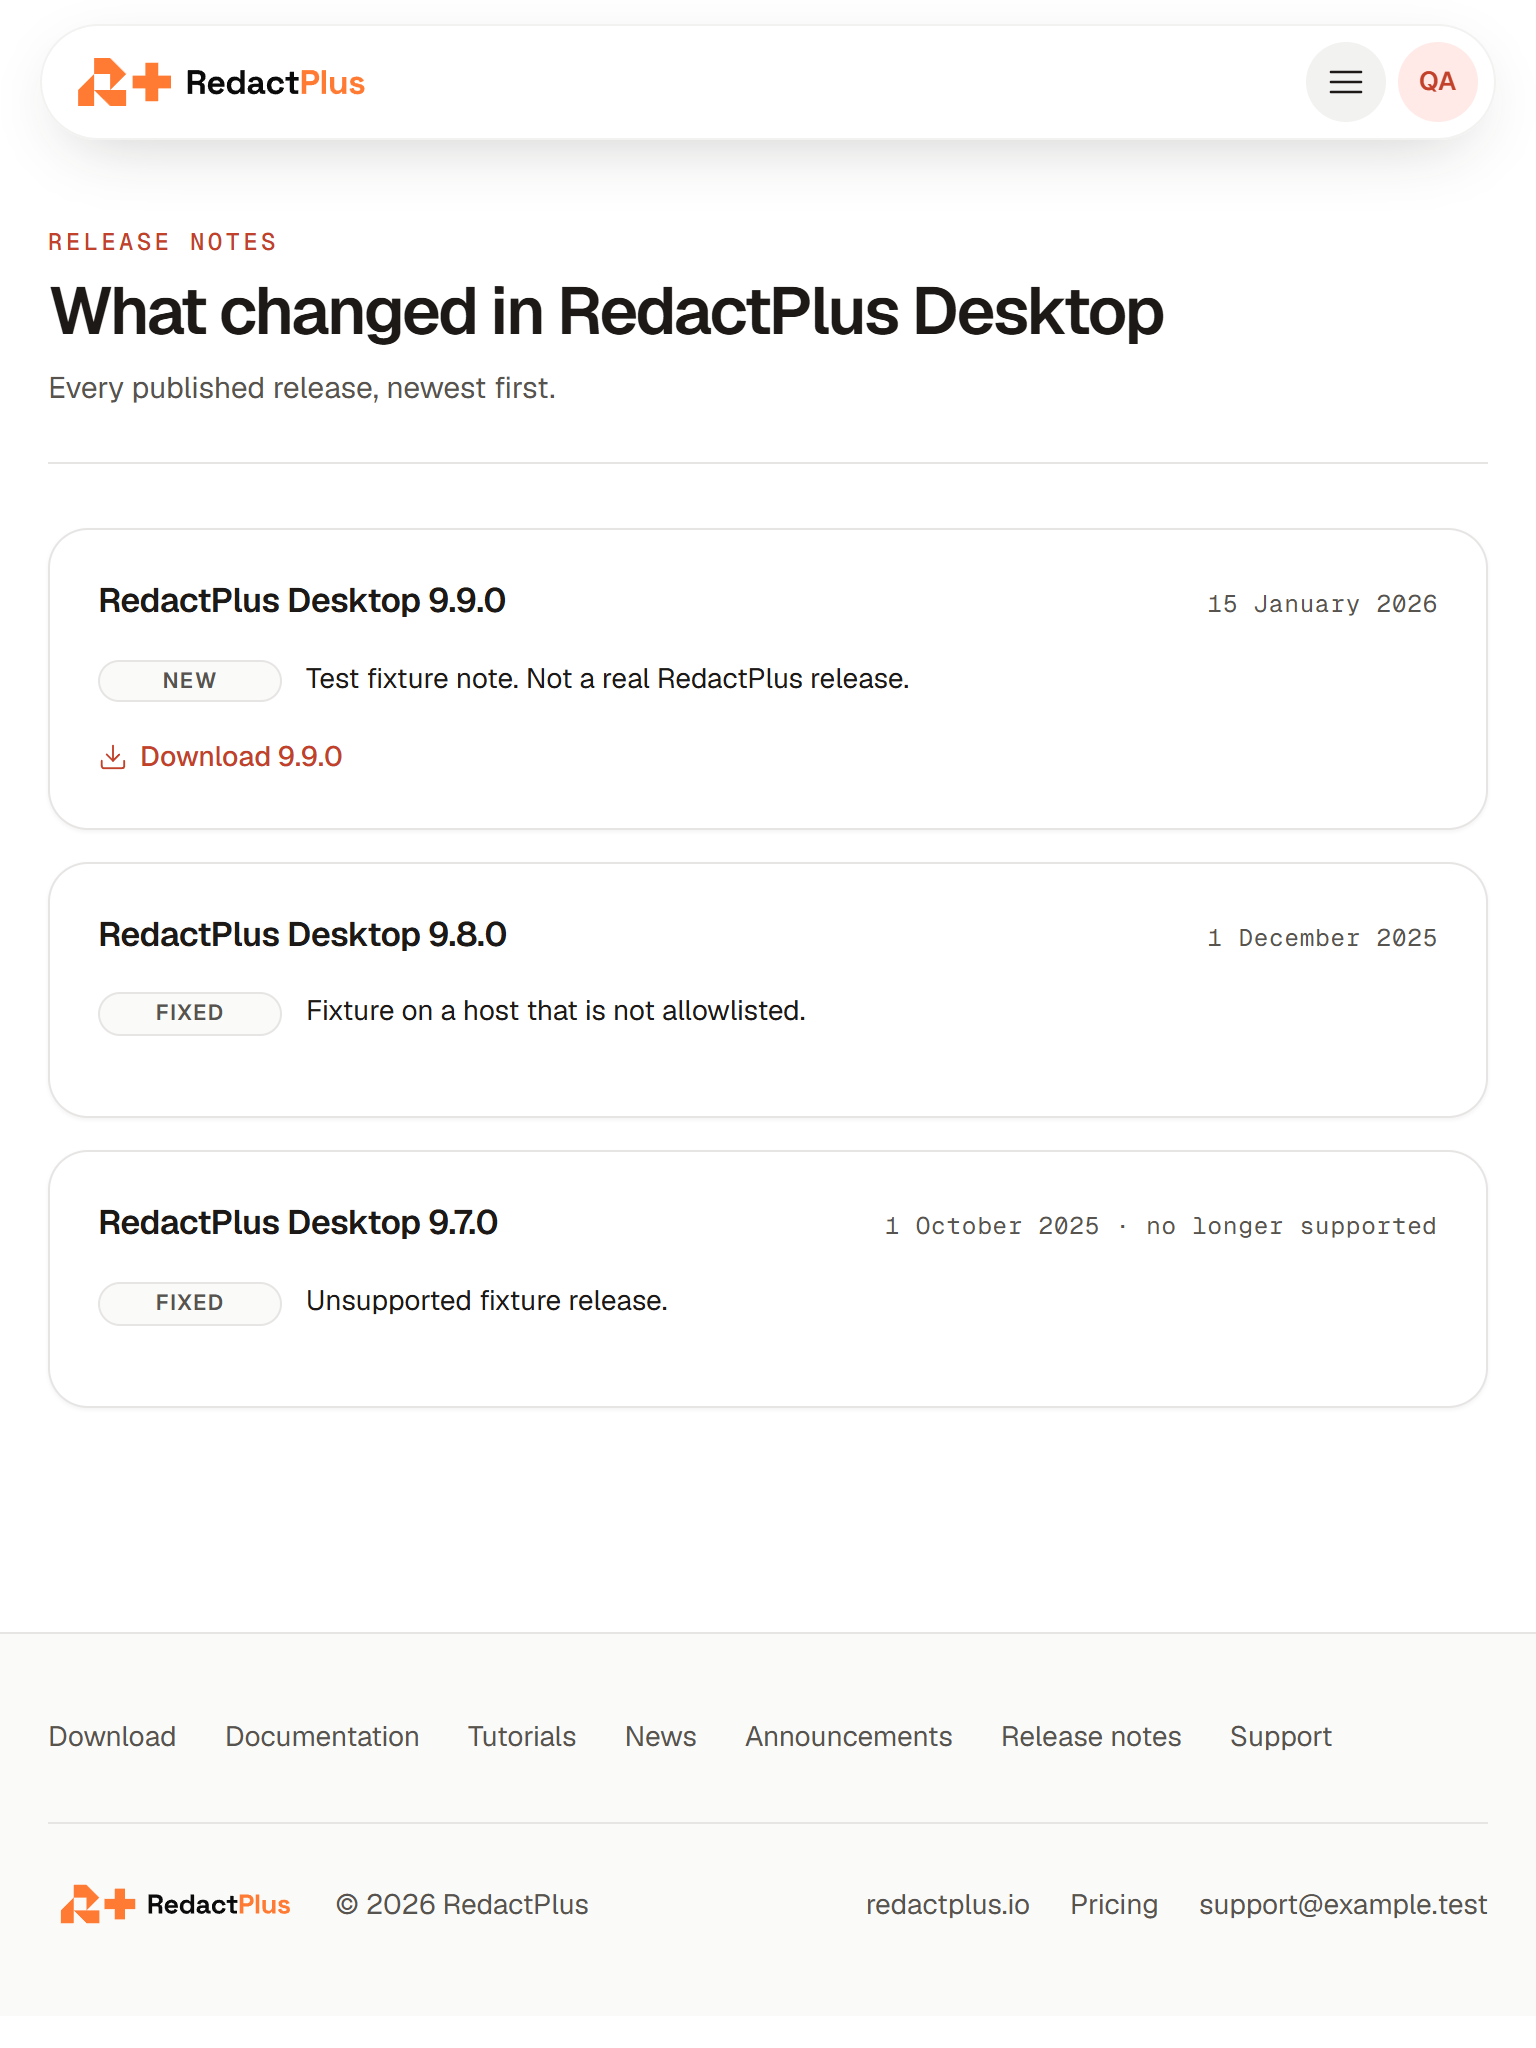 RedactPlus
QA
RELEASE NOTES
What changed in RedactPlus Desktop
Every published release, newest first.
RedactPlus Desktop 9.9.0
15 January 2026
NEW
Test fixture note. Not a real RedactPlus release.
Download 9.9.0
RedactPlus Desktop 9.8.0
1 December 2025
FIXED
Fixture on a host that is not allowlisted.
RedactPlus Desktop 9.7.0
1 October 2025 · no longer supported
FIXED
Unsupported fixture release.
Download Documentation Tutorials News Announcements Release notes Support
RedactPlus © 2026 RedactPlus redactplus.io Pricing support@example.test